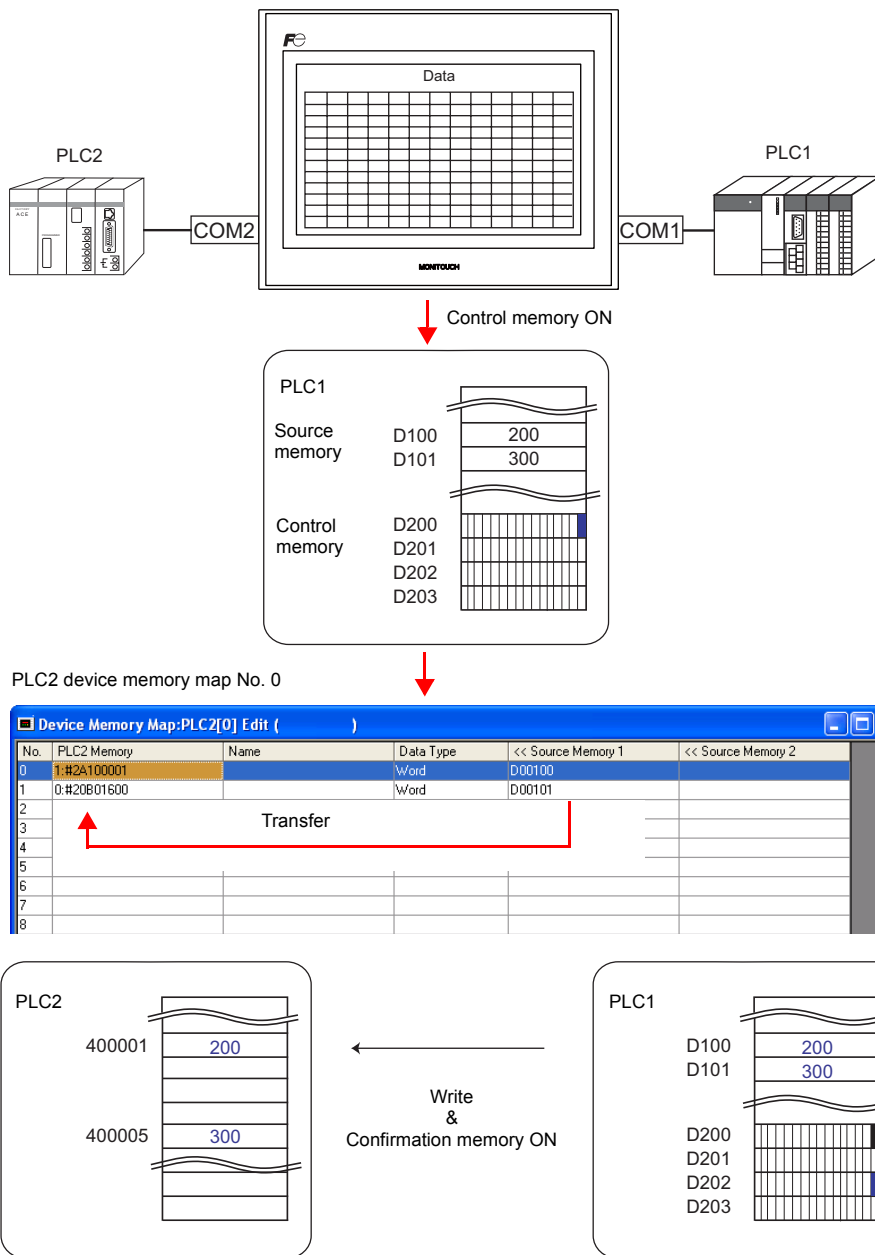 Fe
Data
PLC2
PLC1
ACE
COM2
COM1
MONITOUCH
Control memory ON
PLC1
Source
memory
D100 200
D101 300
Control
memory
D200
D201
D202
D203
PLC2 device memory map No. 0
Device Memory Map:PLC2[0] Edit ( )
No. PLC2 Memory Name Data Type << Source Memory 1 << Source Memory 2
0 1:#2A100001 Word D00100
1 0:#20B01600 Word D00101
2
3
4
5
6
7
8
Transfer
PLC2
400001 200
400005 300
Write
&
Confirmation memory ON
PLC1
D100 200
D101 300
D200
D201
D202
D203